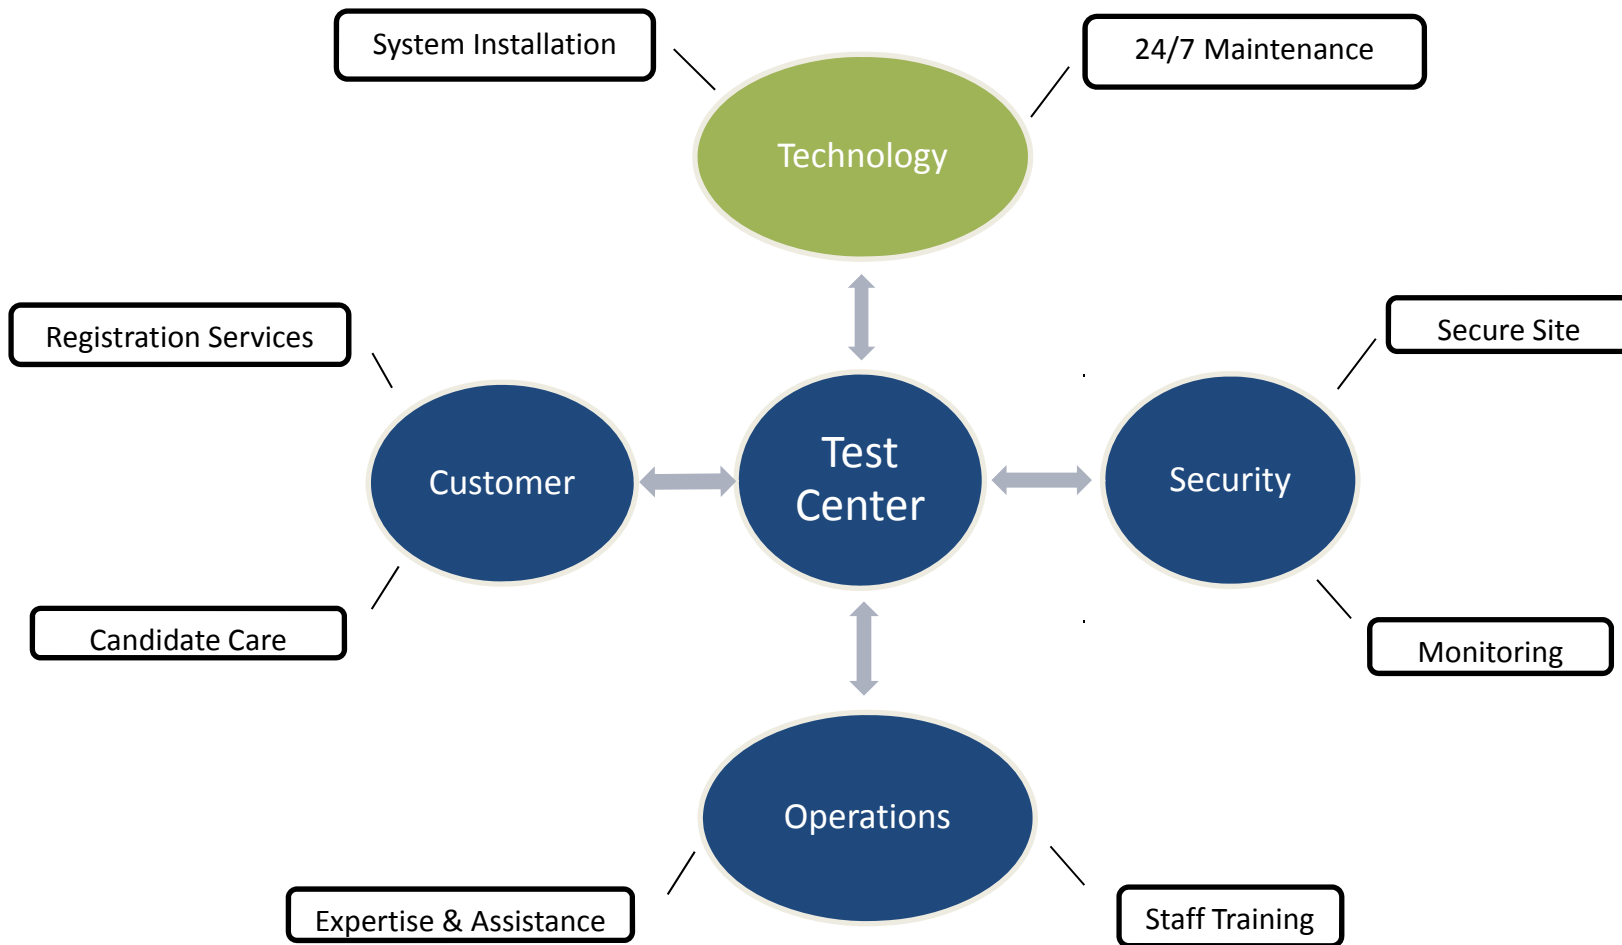 System Installation
24/7 Maintenance
Technology
Registration Services
Secure Site
Customer
Test
Center
Security
Candidate Care
Monitoring
Operations
Expertise & Assistance
Staff Training